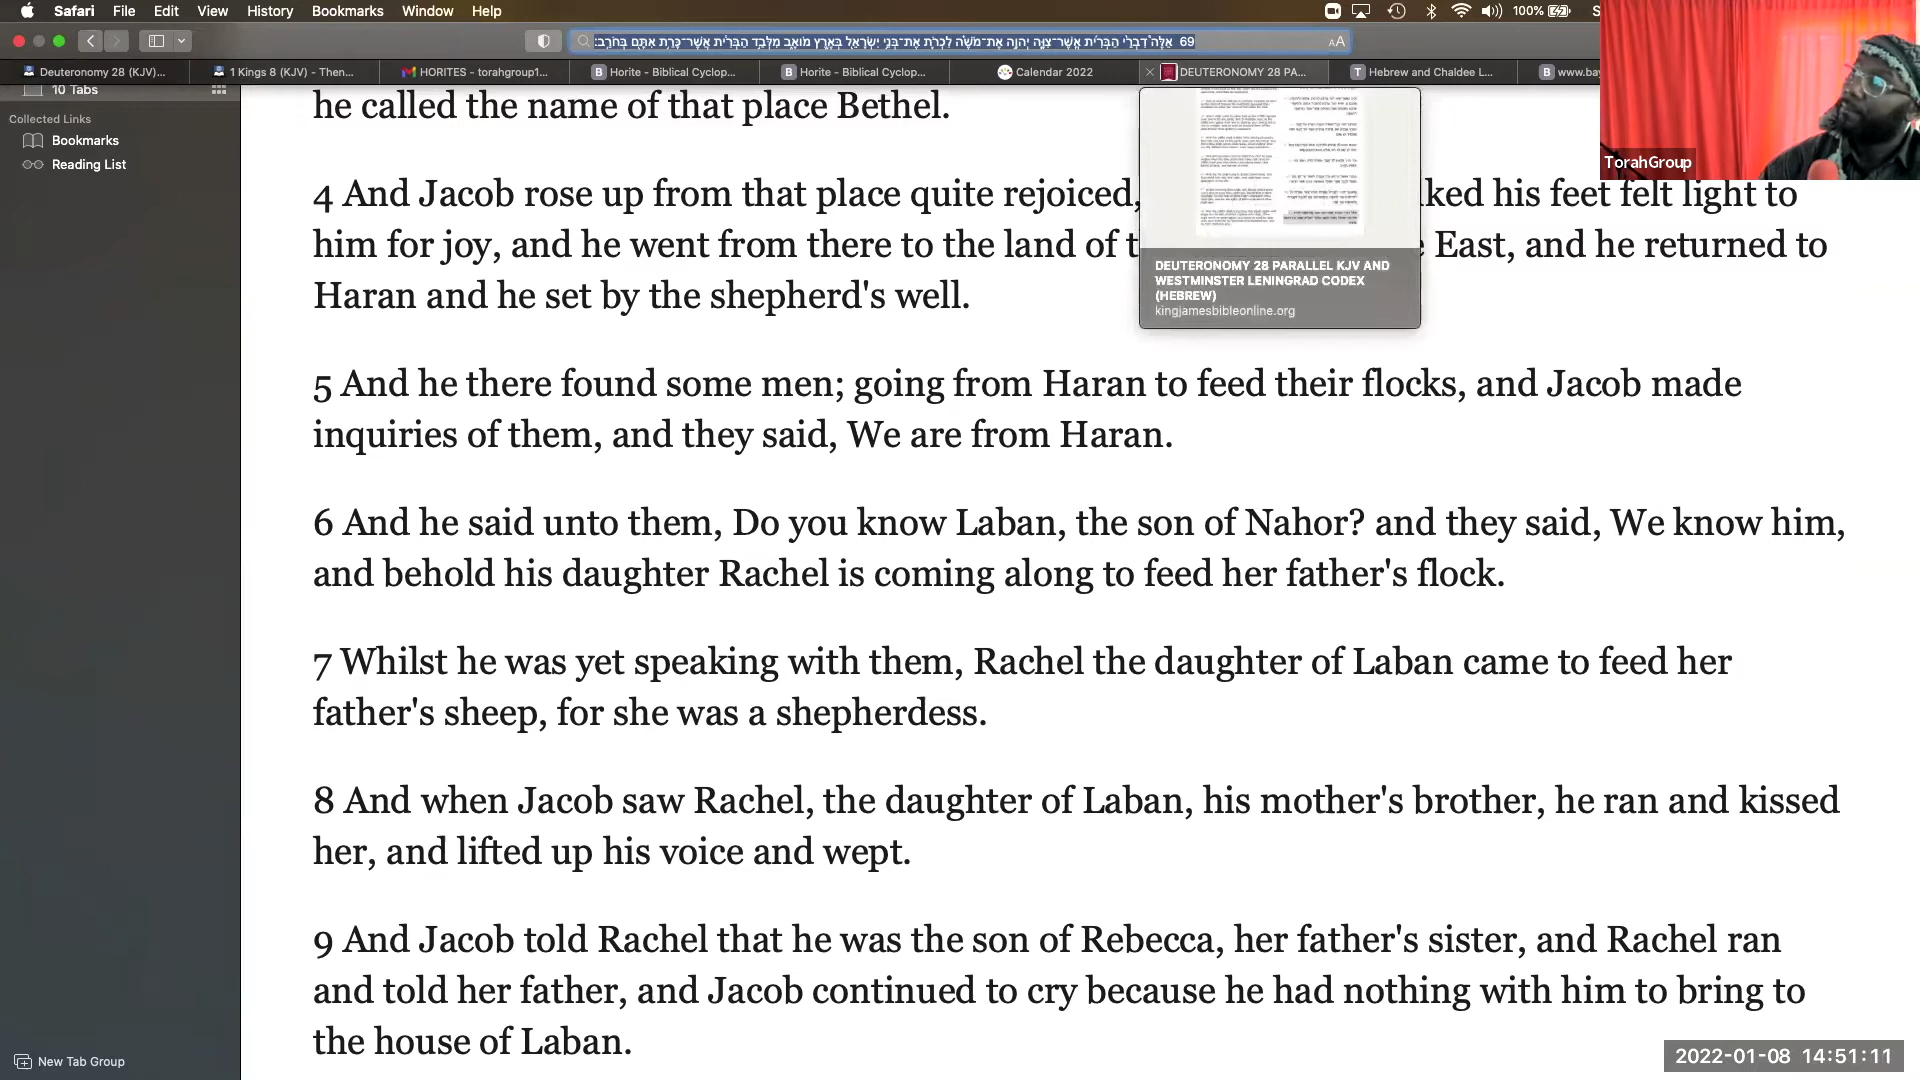 Safari File Edit View History Bookmarks Window Help
100%
69 אֵלֶּה דִבְרֵי הַבְּרִית אֲשֶׁר־צִוָּה יְהוָה אֶת־מֹשֶׁה לִכְרֹת אֶת־בְּנֵי יִשְׂרָאֵל בְּאֶרֶץ מוֹאָב מִלְּבַד הַבְּרִית אֲשֶׁר־כָּרַת אִתָּם בְּחֹרֵב׃
AA
Deuteronomy 28 (KJV)...
1 Kings 8 (KJV) - Then...
HORITES - torahgroup1...
Horite - Biblical Cyclop...
Horite - Biblical Cyclop...
Calendar 2022
DEUTERONOMY 28 PA...
Hebrew and Chaldee L...
10 Tabs
Collected Links
Bookmarks
Reading List
New Tab Group
TorahGroup
DEUTERONOMY 28 PARALLEL KJV AND
WESTMINSTER LENINGRAD CODEX
(HEBREW)
kingjamesbibleonline.org
he called the name of that place Bethel.
4 And Jacob rose up from that place quite rejoiced, ked his feet felt light to
him for joy, and he went from there to the land of t East, and he returned to
Haran and he set by the shepherd's well.
5 And he there found some men; going from Haran to feed their flocks, and Jacob made
inquiries of them, and they said, We are from Haran.
6 And he said unto them, Do you know Laban, the son of Nahor? and they said, We know him,
and behold his daughter Rachel is coming along to feed her father's flock.
7 Whilst he was yet speaking with them, Rachel the daughter of Laban came to feed her
father's sheep, for she was a shepherdess.
8 And when Jacob saw Rachel, the daughter of Laban, his mother's brother, he ran and kissed
her, and lifted up his voice and wept.
9 And Jacob told Rachel that he was the son of Rebecca, her father's sister, and Rachel ran
and told her father, and Jacob continued to cry because he had nothing with him to bring to
the house of Laban.
2022-01-08 14:51:11